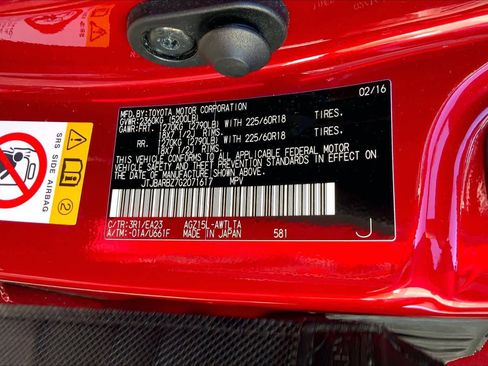 MFD.BY:TOYOTA MOTOR CORPORATION 02/16
GVWR:2360KG (5200LB)
GAWR:FRT. 1270KG (2790LB) WITH 225/60R18 TIRES.
18X7 1/2J RIMS.
RR. 1270KG (2790LB) WITH 225/60R18 TIRES.
18X7 1/2J RIMS.
THIS VEHICLE CONFORMS TO ALL APPLICABLE FEDERAL MOTOR
VEHICLE SAFETY AND THEFT PREVENTION STANDARDS IN EFFECT
ON THE DATE OF MANUFACTURE SHOWN ABOVE.
JTJBARBZ7G2071617 MPV
C/TR:3R1/EA23 AGZ15L-AWTLTA J
A/TM:-01A/U661F MADE IN JAPAN 581
SRS SIDE AIRBAG